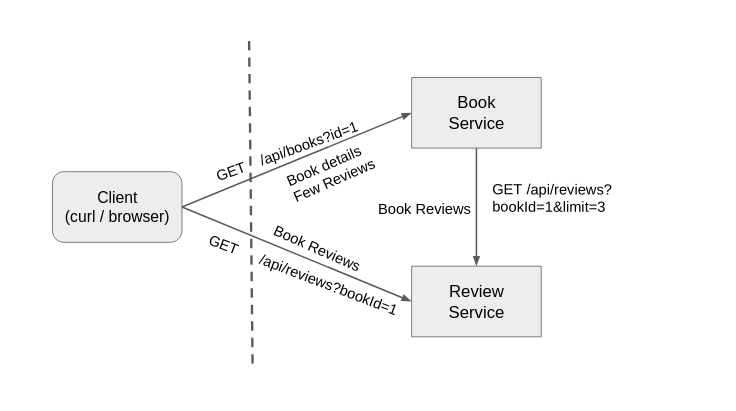 Client
(curl / browser)
GET /api/books?id=1
Book details
Few Reviews
Book
Service
Book Reviews
GET /api/reviews?
bookId=1&limit=3
Book Reviews
GET /api/reviews?bookId=1
Review
Service